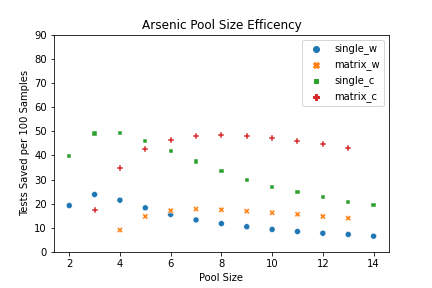 Arsenic Pool Size Efficency
90
80
70
60
50
40
30
20
10
0
Tests Saved per 100 Samples
single_w
matrix_w
single_c
matrix_c
2 4 6 8 10 12 14
Pool Size